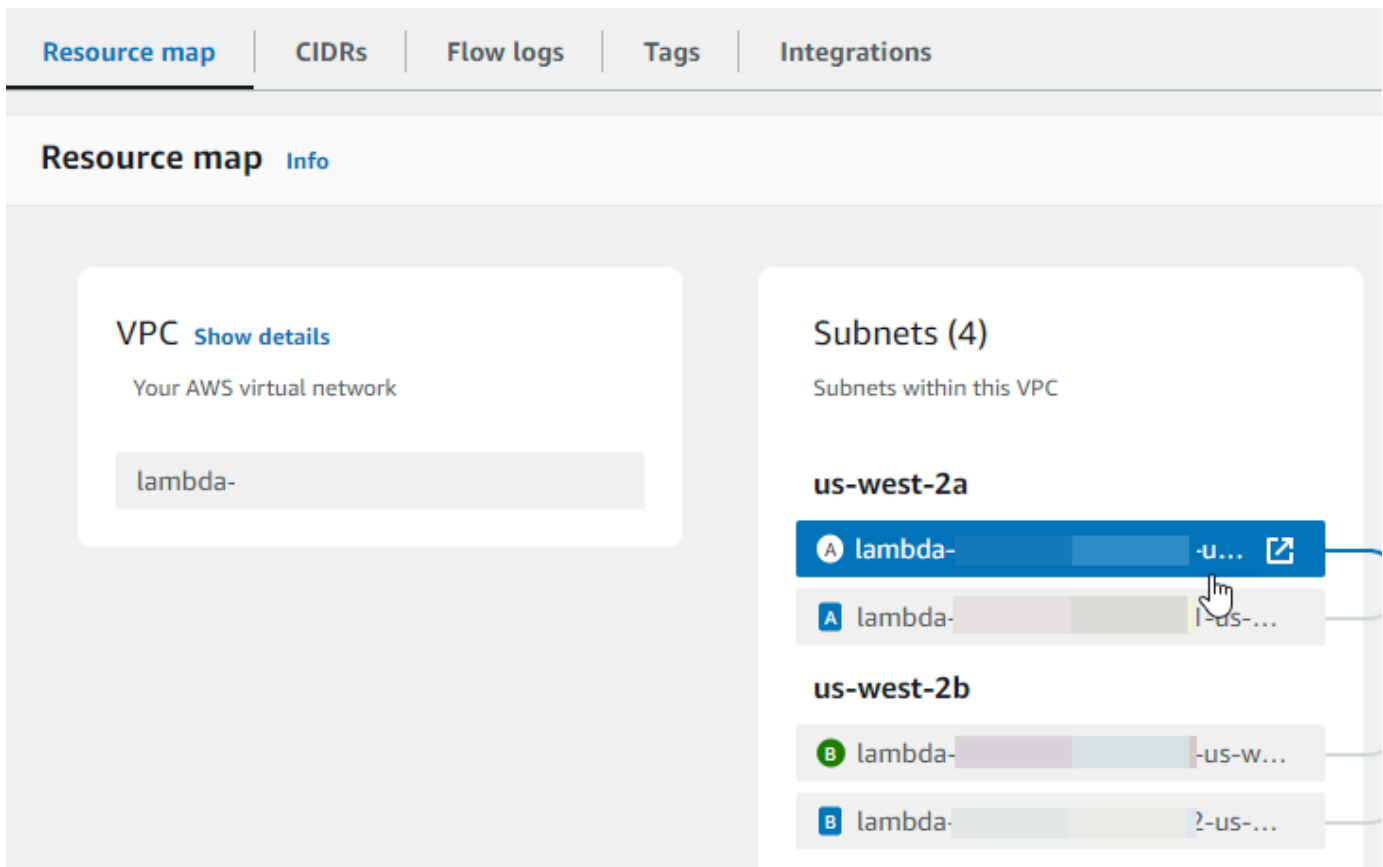 Resource map CIDRs Flow logs Tags Integrations
Resource map Info
VPC Show details
Your AWS virtual network
lambda-
Subnets (4)
Subnets within this VPC
us-west-2a
A lambda- -u...
A lambda- 1-us-...
us-west-2b
B lambda- -us-w...
B lambda- 2-us-...